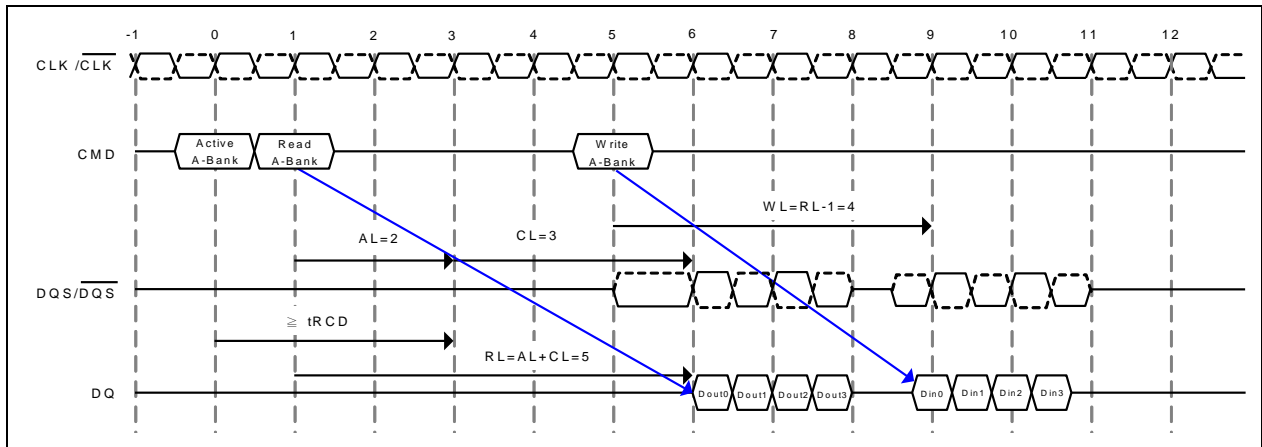 -1 0 1 2 3 4 5 6 7 8 9 10 11 12
CLK /CLK
CMD
Active
A-Bank
Read
A-Bank
Write
A-Bank
WL=RL-1=4
AL=2
CL=3
DQS/DQS
≧ tRCD
RL=AL+CL=5
DQ
Dout0 Dout1 Dout2 Dout3
Din0 Din1 Din2 Din3